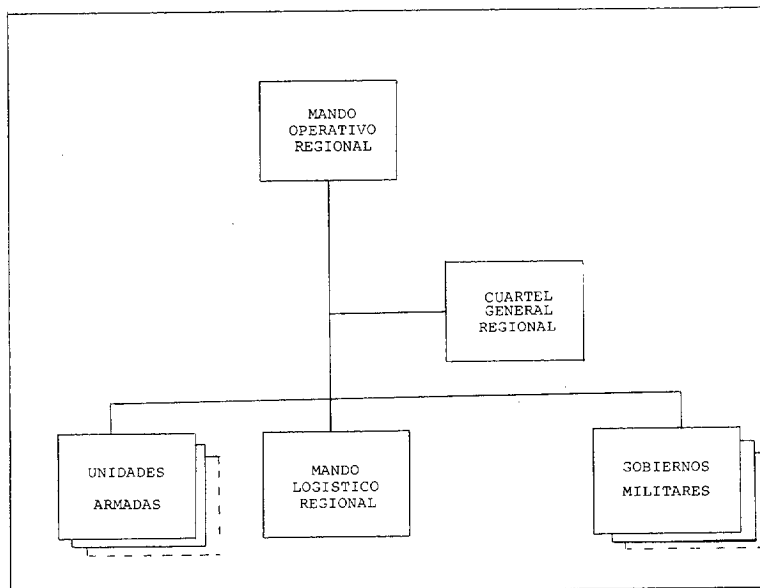 MANDO
OPERATIVO
REGIONAL
CUARTEL
GENERAL
REGIONAL
UNIDADES
ARMADAS
MANDO
LOGISTICO
REGIONAL
GOBIERNOS
MILITARES